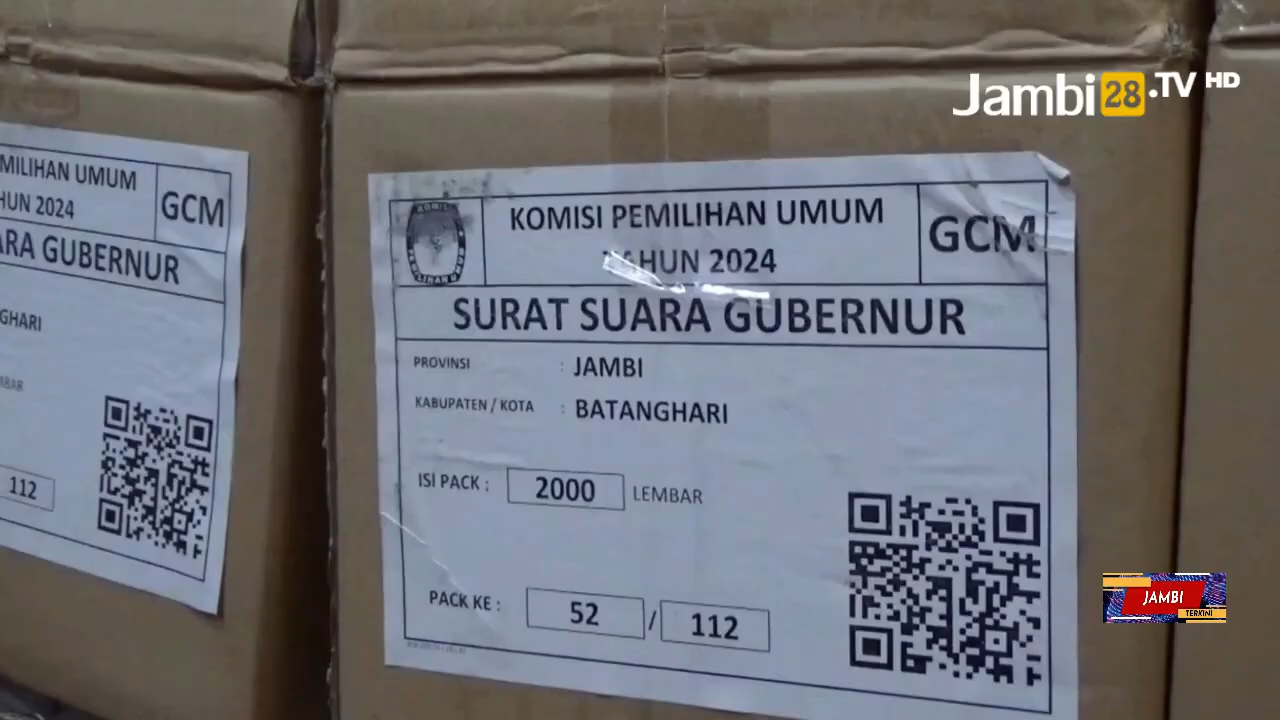 Jambi28.TV HD
MILIHAN UMUM
HUN 2024
GCM
ARA GUBERNUR
GHARI
112
KOMISI PEMILIHAN UMUM
TAHUN 2024
GCM
SURAT SUARA GUBERNUR
PROVINSI : JAMBI
KABUPATEN / KOTA : BATANGHARI
ISI PACK : 2000 LEMBAR
PACK KE : 52 / 112
JAMBI
TERKINI